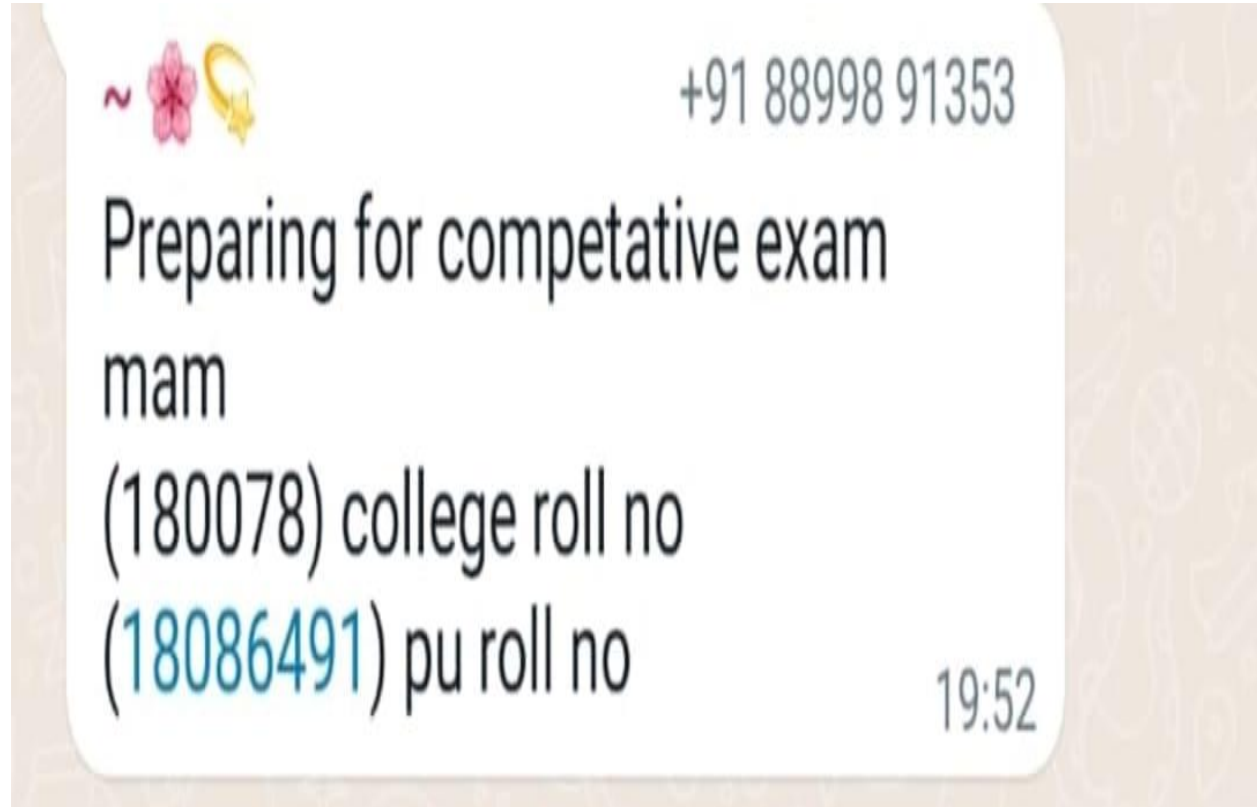 ~🌸💫 +91 88998 91353
Preparing for competative exam
mam
(180078) college roll no
(18086491) pu roll no
19:52